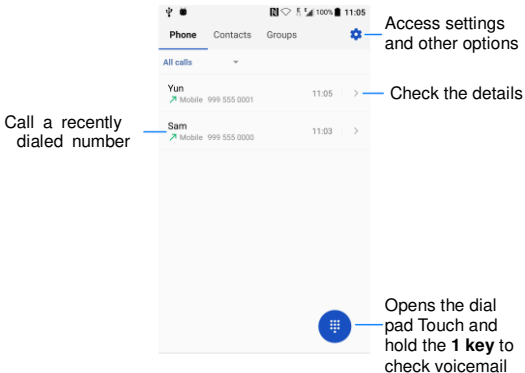 100% 11:05
Phone Contacts Groups
Access settings
and other options
All calls
Yun
Mobile 999 555 0001
11:05
Check the details
Call a recently
dialed number
Sam
Mobile 999 555 0000
11:03
Opens the dial
pad Touch and
hold the 1 key to
check voicemail